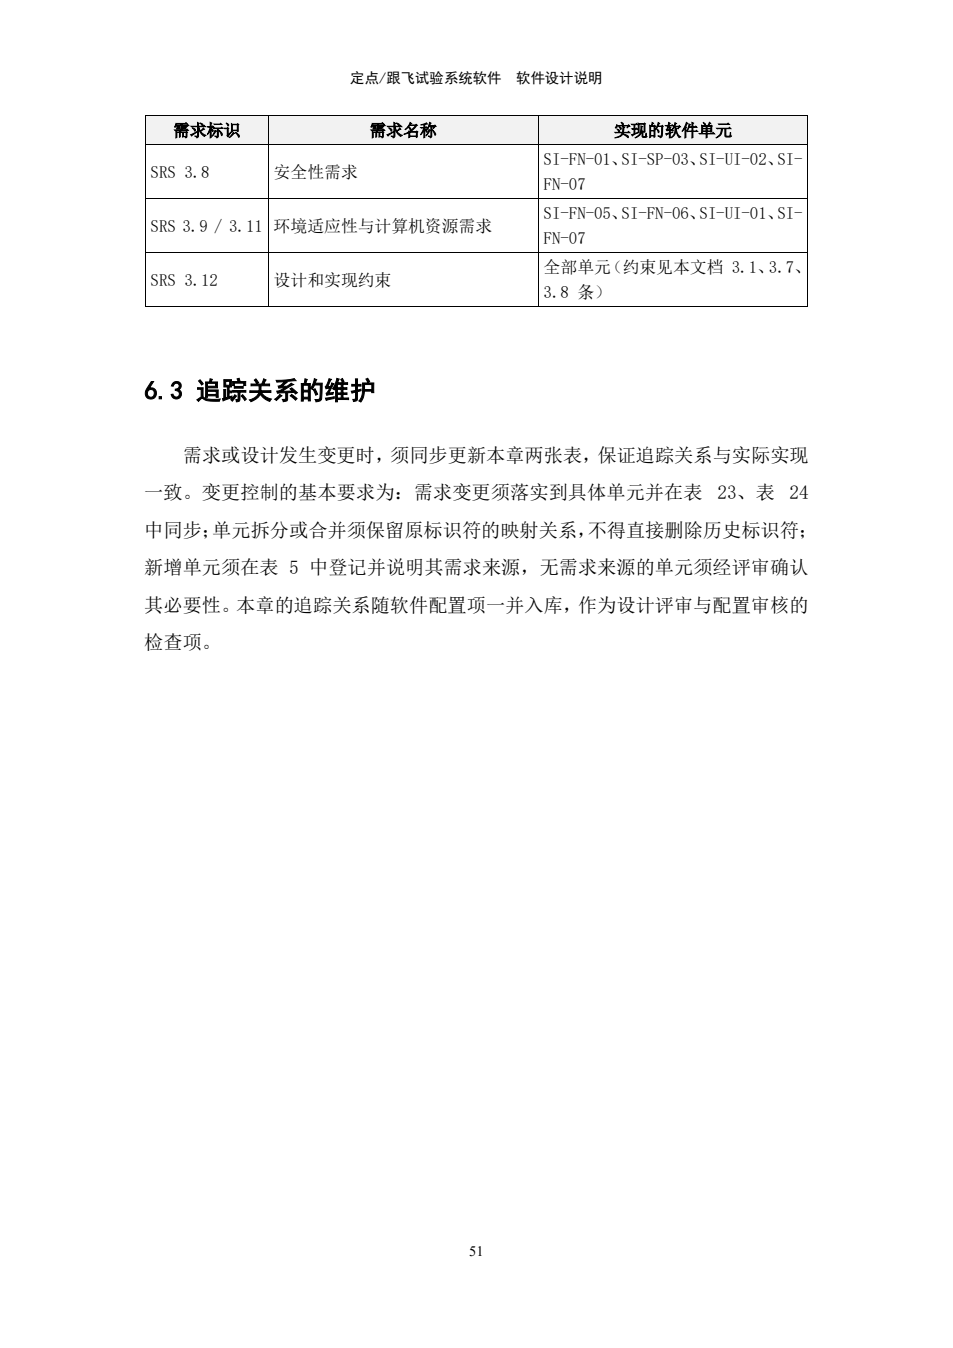 定点/跟飞试验系统软件　软件设计说明
需求标识 需求名称 实现的软件单元
SRS 3.8 安全性需求 SI-FN-01、SI-SP-03、SI-UI-02、SI-
FN-07
SRS 3.9 / 3.11 环境适应性与计算机资源需求 SI-FN-05、SI-FN-06、SI-UI-01、SI-
FN-07
SRS 3.12 设计和实现约束 全部单元（约束见本文档 3.1、3.7、
3.8 条）
6.3 追踪关系的维护
需求或设计发生变更时，须同步更新本章两张表，保证追踪关系与实际实现
一致。变更控制的基本要求为：需求变更须落实到具体单元并在表 23、表 24
中同步；单元拆分或合并须保留原标识符的映射关系，不得直接删除历史标识符；
新增单元须在表 5 中登记并说明其需求来源，无需求来源的单元须经评审确认
其必要性。本章的追踪关系随软件配置项一并入库，作为设计评审与配置审核的
检查项。
51